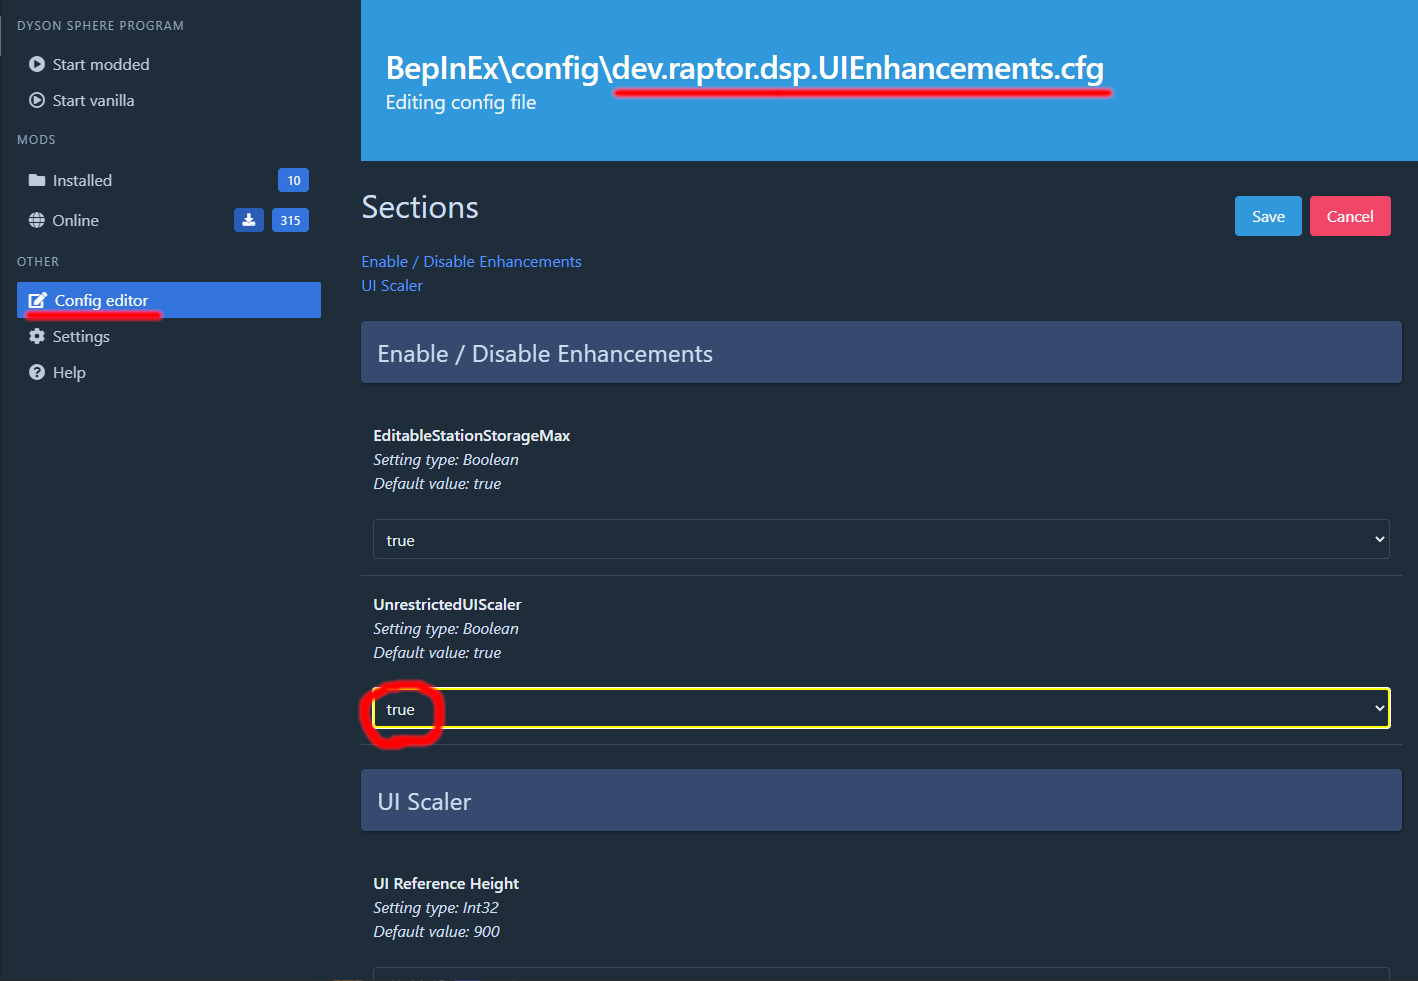 DYSON SPHERE PROGRAM
Start modded
Start vanilla
MODS
Installed 10
Online 315
OTHER
Config editor
Settings
Help
BepInEx\config\dev.raptor.dsp.UIEnhancements.cfg
Editing config file
Sections
Save Cancel
Enable / Disable Enhancements
UI Scaler
Enable / Disable Enhancements
EditableStationStorageMax
Setting type: Boolean
Default value: true
true
UnrestrictedUIScaler
Setting type: Boolean
Default value: true
true
UI Scaler
UI Reference Height
Setting type: Int32
Default value: 900